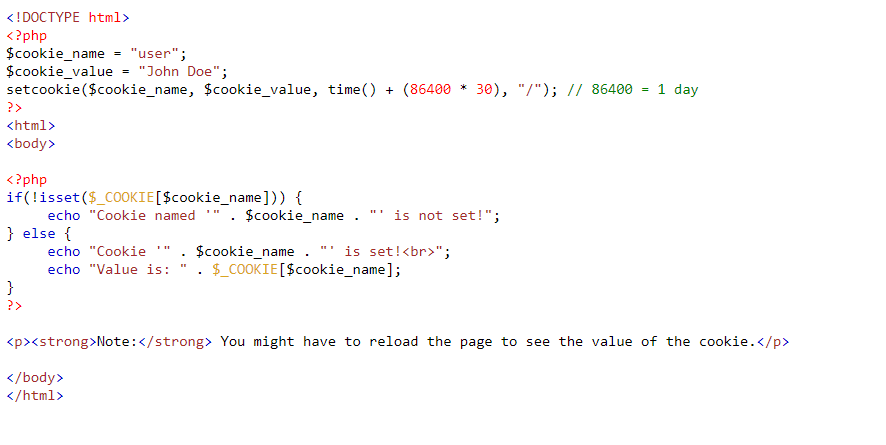 <!DOCTYPE html>
<?php
$cookie_name = "user";
$cookie_value = "John Doe";
setcookie($cookie_name, $cookie_value, time() + (86400 * 30), "/"); // 86400 = 1 day
?>
<html>
<body>

<?php
if(!isset($_COOKIE[$cookie_name])) {
     echo "Cookie named '" . $cookie_name . "' is not set!";
} else {
     echo "Cookie '" . $cookie_name . "' is set!<br>";
     echo "Value is: " . $_COOKIE[$cookie_name];
}
?>

<p><strong>Note:</strong> You might have to reload the page to see the value of the cookie.</p>

</body>
</html>